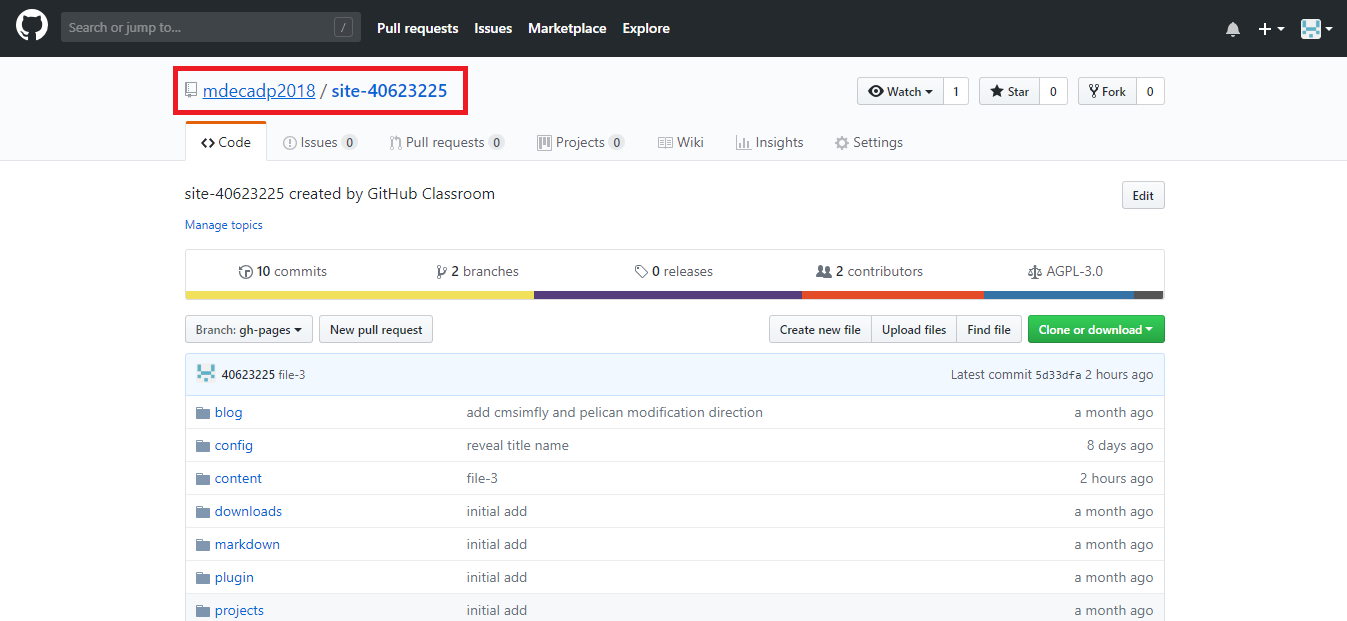 Search or jump to... / Pull requests Issues Marketplace Explore
mdecadp2018 / site-40623225 Watch 1 Star 0 Fork 0
Code Issues 0 Pull requests 0 Projects 0 Wiki Insights Settings
site-40623225 created by GitHub Classroom Edit
Manage topics
10 commits 2 branches 0 releases 2 contributors AGPL-3.0
Branch: gh-pages New pull request Create new file Upload files Find file Clone or download
40623225 file-3 Latest commit 5d33dfa 2 hours ago
blog add cmsimfly and pelican modification direction a month ago
config reveal title name 8 days ago
content file-3 2 hours ago
downloads initial add a month ago
markdown initial add a month ago
plugin initial add a month ago
projects initial add a month ago